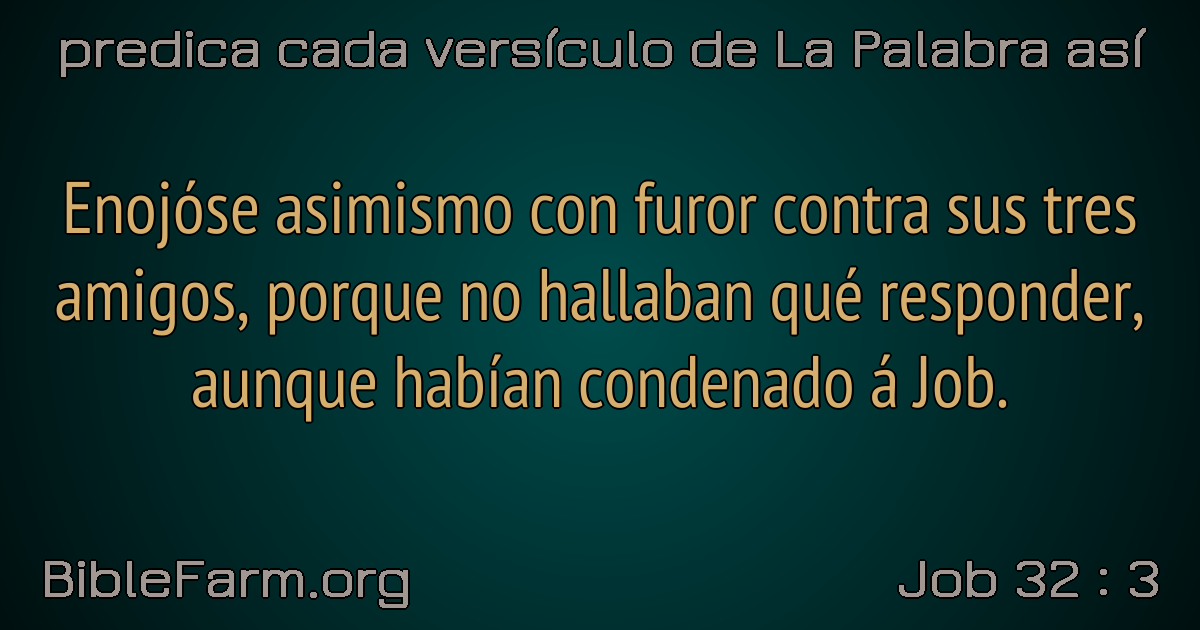 predica cada versículo de La Palabra así
Enojóse asimismo con furor contra sus tres
amigos, porque no hallaban qué responder,
aunque habían condenado á Job.
BibleFarm.org
Job 32 : 3